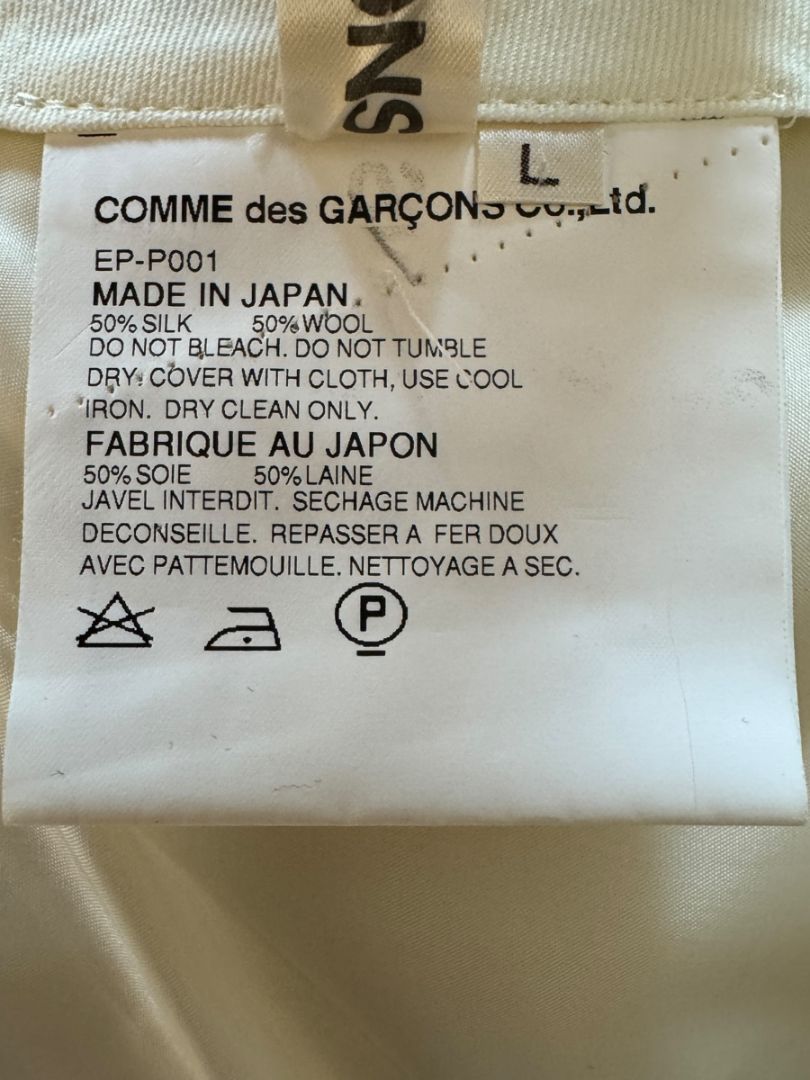 L
COMME des GARÇONS Co.,Ltd.
EP-P001
MADE IN JAPAN
50% SILK 50% WOOL
DO NOT BLEACH. DO NOT TUMBLE
DRY. COVER WITH CLOTH, USE COOL
IRON. DRY CLEAN ONLY.
FABRIQUE AU JAPON
50% SOIE 50% LAINE
JAVEL INTERDIT. SECHAGE MACHINE
DECONSEILLE. REPASSER A FER DOUX
AVEC PATTEMOUILLE. NETTOYAGE A SEC.
P